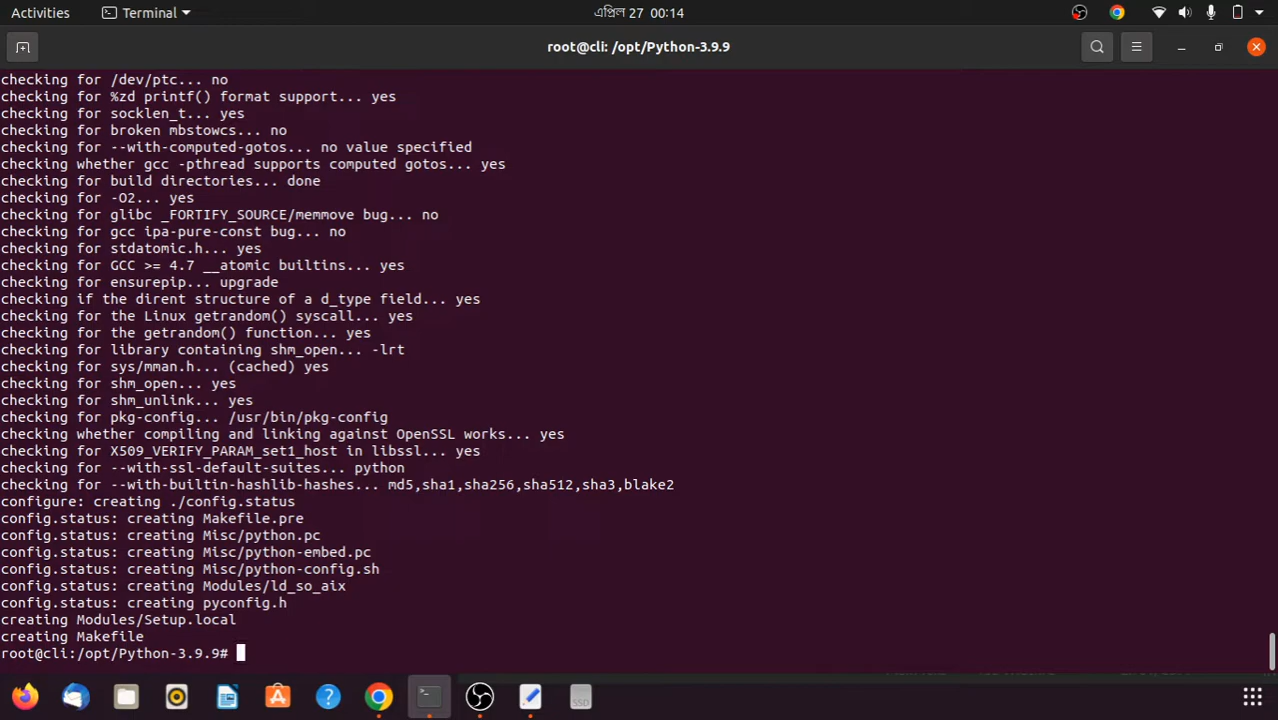 Activities
Terminal
এপ্রিল 27 00:14
root@cli: /opt/Python-3.9.9
checking for /dev/ptc... no
checking for %zd printf() format support... yes
checking for socklen_t... yes
checking for broken mbstowcs... no
checking for --with-computed-gotos... no value specified
checking whether gcc -pthread supports computed gotos... yes
checking for build directories... done
checking for -O2... yes
checking for glibc _FORTIFY_SOURCE/memmove bug... no
checking for gcc ipa-pure-const bug... no
checking for stdatomic.h... yes
checking for GCC >= 4.7 __atomic builtins... yes
checking for ensurepip... upgrade
checking if the dirent structure of a d_type field... yes
checking for the Linux getrandom() syscall... yes
checking for the getrandom() function... yes
checking for library containing shm_open... -lrt
checking for sys/mman.h... (cached) yes
checking for shm_open... yes
checking for shm_unlink... yes
checking for pkg-config... /usr/bin/pkg-config
checking whether compiling and linking against OpenSSL works... yes
checking for X509_VERIFY_PARAM_set1_host in libssl... yes
checking for --with-ssl-default-suites... python
checking for --with-builtin-hashlib-hashes... md5,sha1,sha256,sha512,sha3,blake2
configure: creating ./config.status
config.status: creating Makefile.pre
config.status: creating Misc/python.pc
config.status: creating Misc/python-embed.pc
config.status: creating Misc/python-config.sh
config.status: creating Modules/ld_so_aix
config.status: creating pyconfig.h
creating Modules/Setup.local
creating Makefile
root@cli:/opt/Python-3.9.9#
SSD